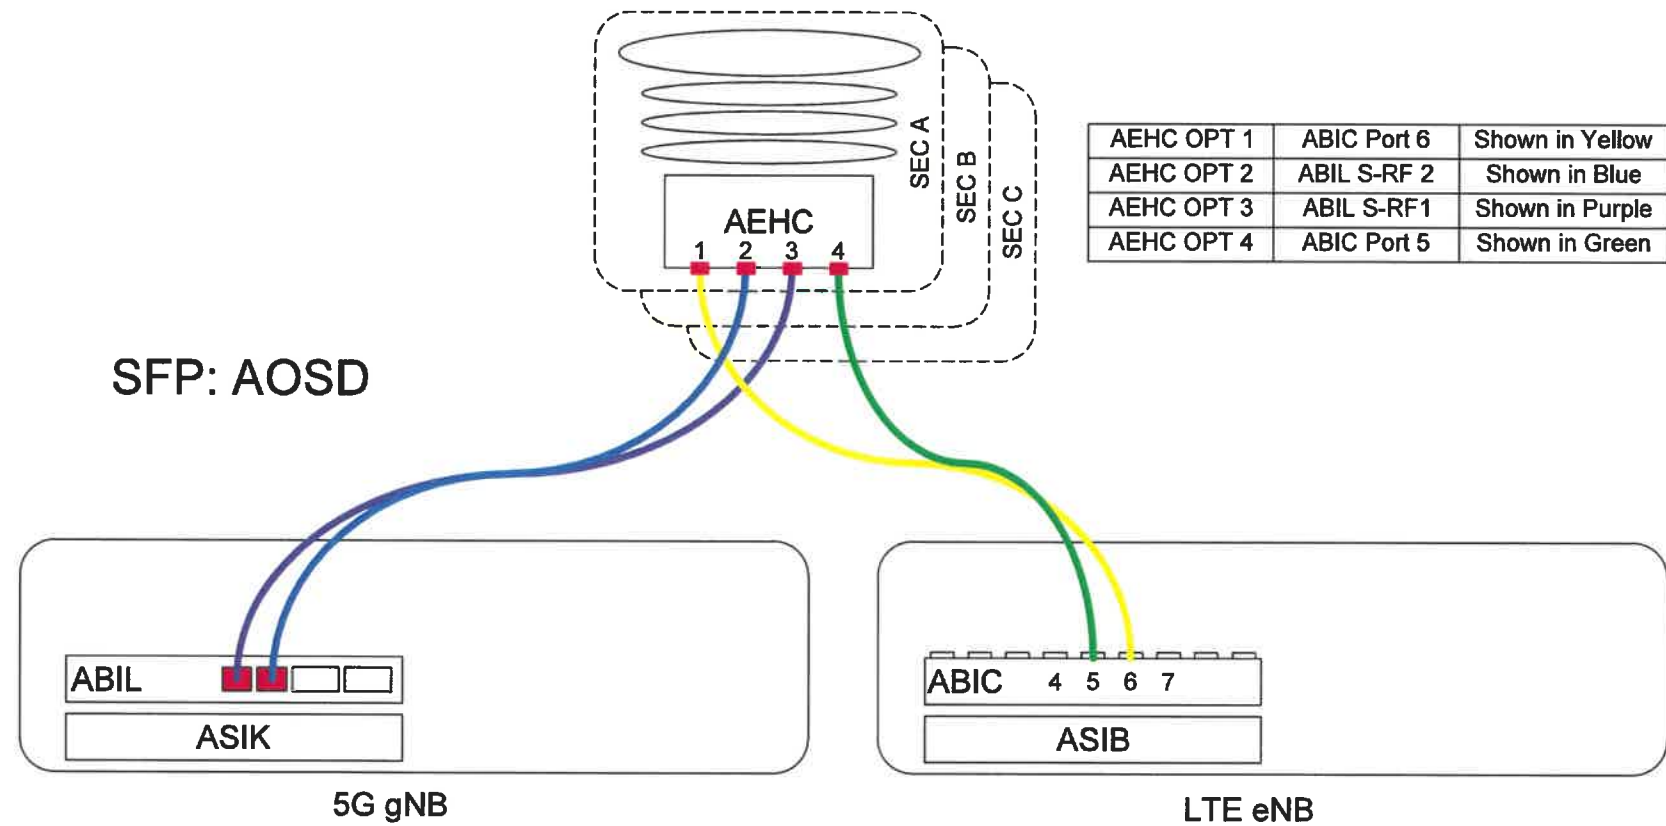 SEC A
SEC B
SEC C
AEHC
1 2 3 4
AEHC OPT 1 ABIC Port 6 Shown in Yellow
AEHC OPT 2 ABIL S-RF 2 Shown in Blue
AEHC OPT 3 ABIL S-RF1 Shown in Purple
AEHC OPT 4 ABIC Port 5 Shown in Green
SFP: AOSD
ABIL
ASIK
5G gNB
ABIC 4 5 6 7
ASIB
LTE eNB